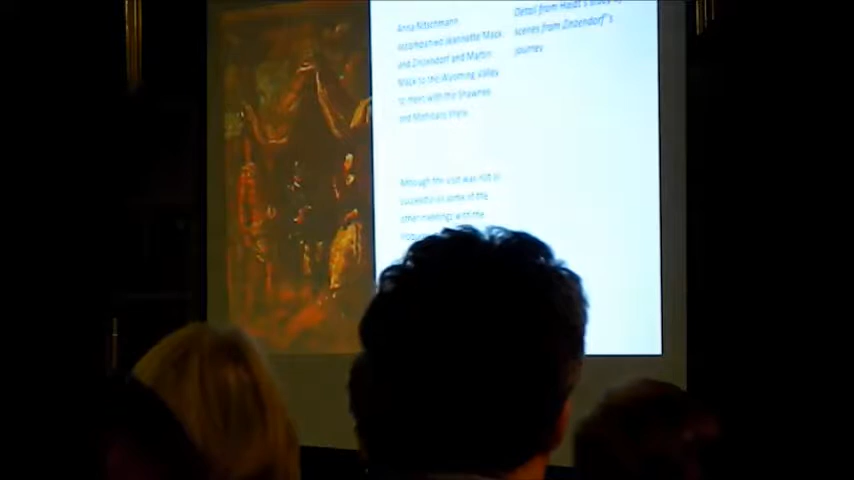 Anna Nitschmann
accompanied Jeannette Mack
and Zinzendorf and Martin
Mack to the Wyoming Valley
to meet with the Shawnee
and Mohicans there.
Although this visit was not as
successful as some of the
other meetings with the
Detail from Haidt's study of
scenes from Zinzendorf's
journey